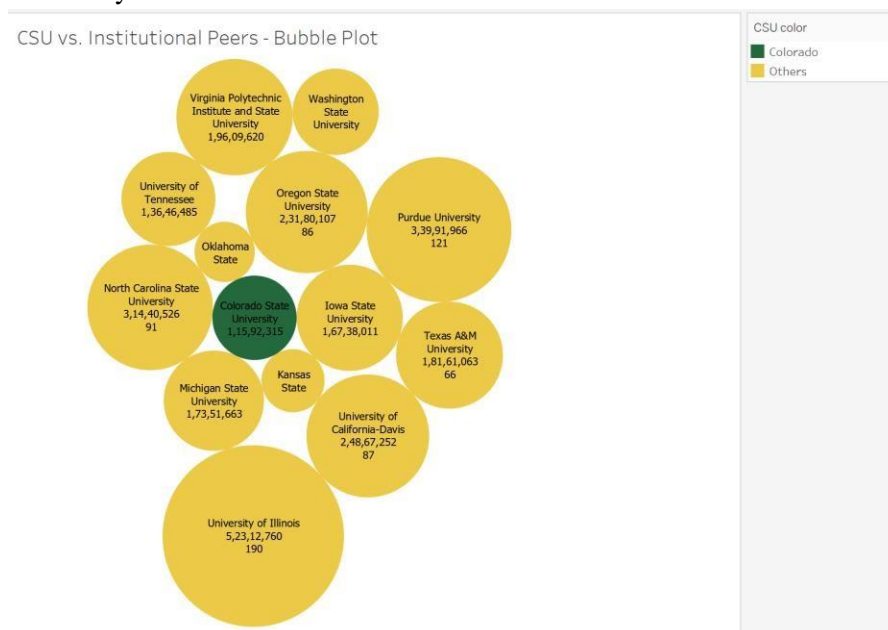 CSU vs. Institutional Peers - Bubble Plot
CSU color
Colorado
Others
Virginia Polytechnic
Institute and State
University
1,96,09,620
Washington
State
University
University of
Tennessee
1,36,46,485
Oregon State
University
2,31,80,107
86
Purdue University
3,39,91,966
121
Oklahoma
State
North Carolina State
University
3,14,40,526
91
Colorado State
University
1,15,92,315
Iowa State
University
1,67,38,011
Texas A&M
University
1,81,61,063
66
Michigan State
University
1,73,51,663
Kansas
State
University of
California-Davis
2,48,67,252
87
University of Illinois
5,23,12,760
190